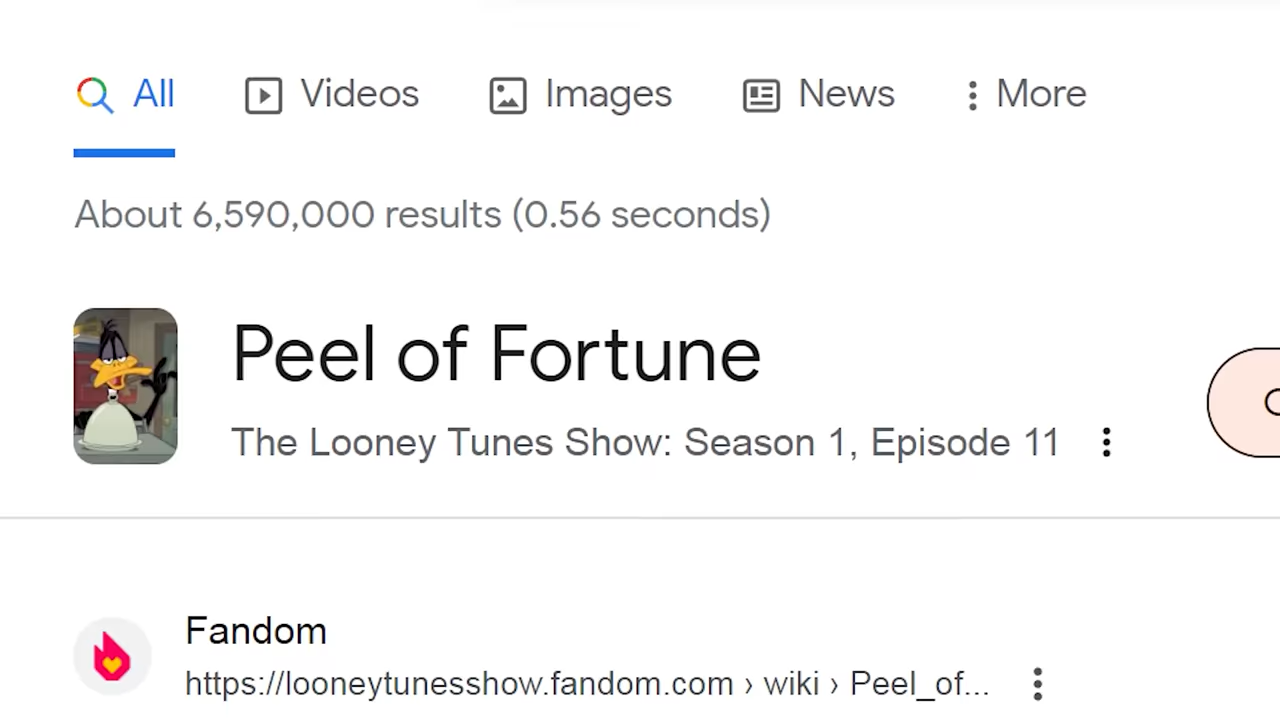 All Videos Images News More
About 6,590,000 results (0.56 seconds)
Peel of Fortune
The Looney Tunes Show: Season 1, Episode 11
Fandom
https://looneytunesshow.fandom.com › wiki › Peel_of...